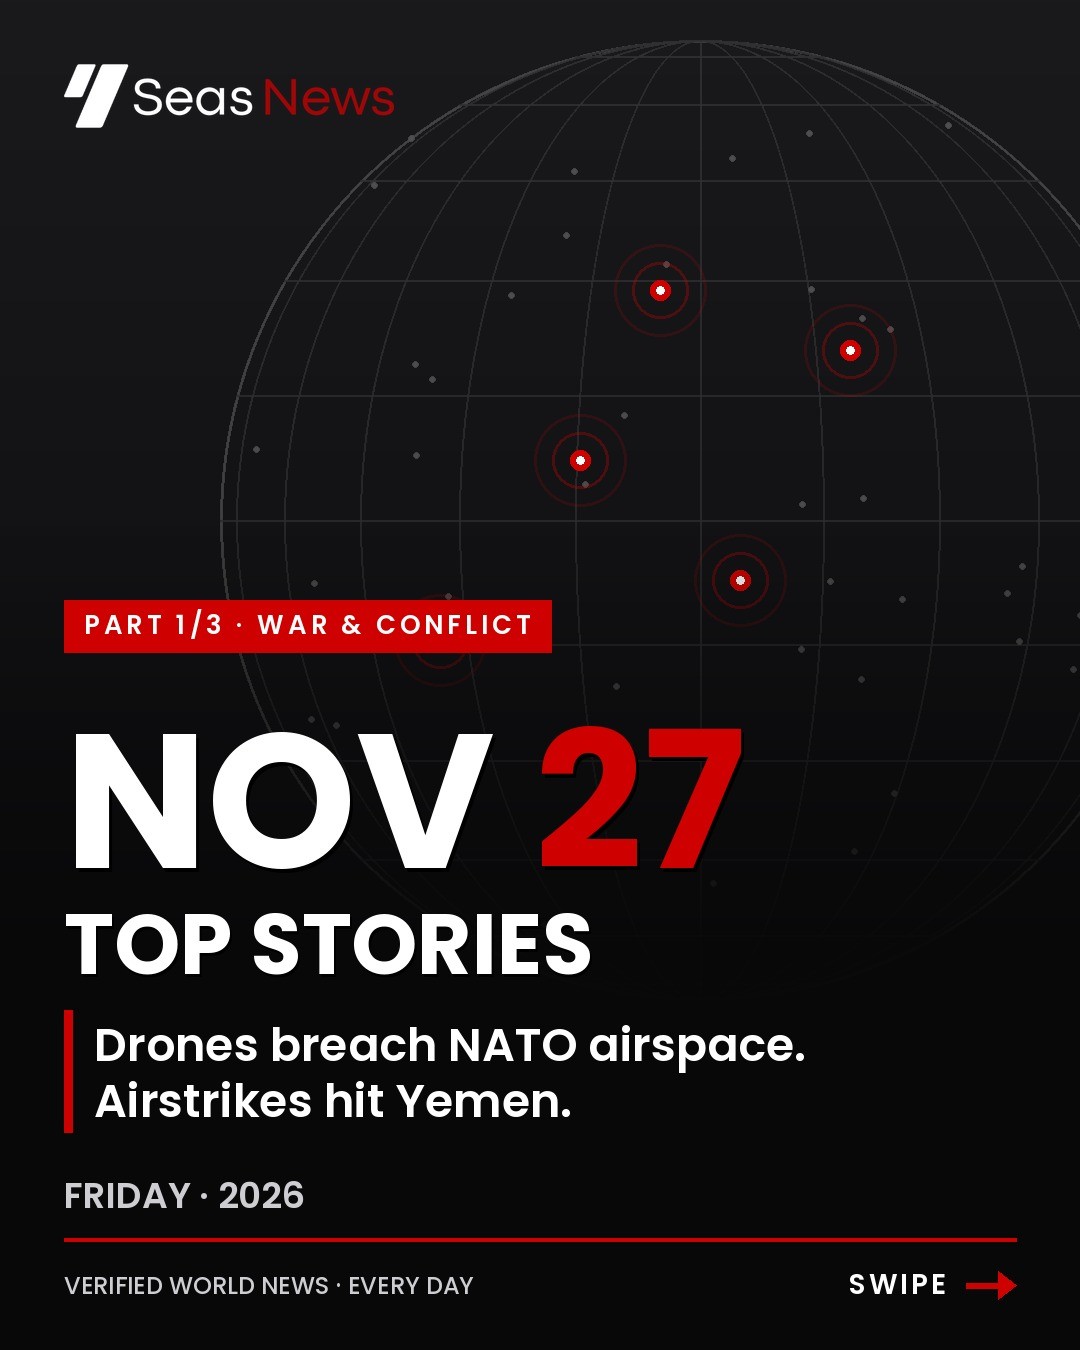 Seas News
PART 1/3 · WAR & CONFLICT
NOV 27
TOP STORIES
Drones breach NATO airspace.
Airstrikes hit Yemen.
FRIDAY · 2026
VERIFIED WORLD NEWS · EVERY DAY
SWIPE